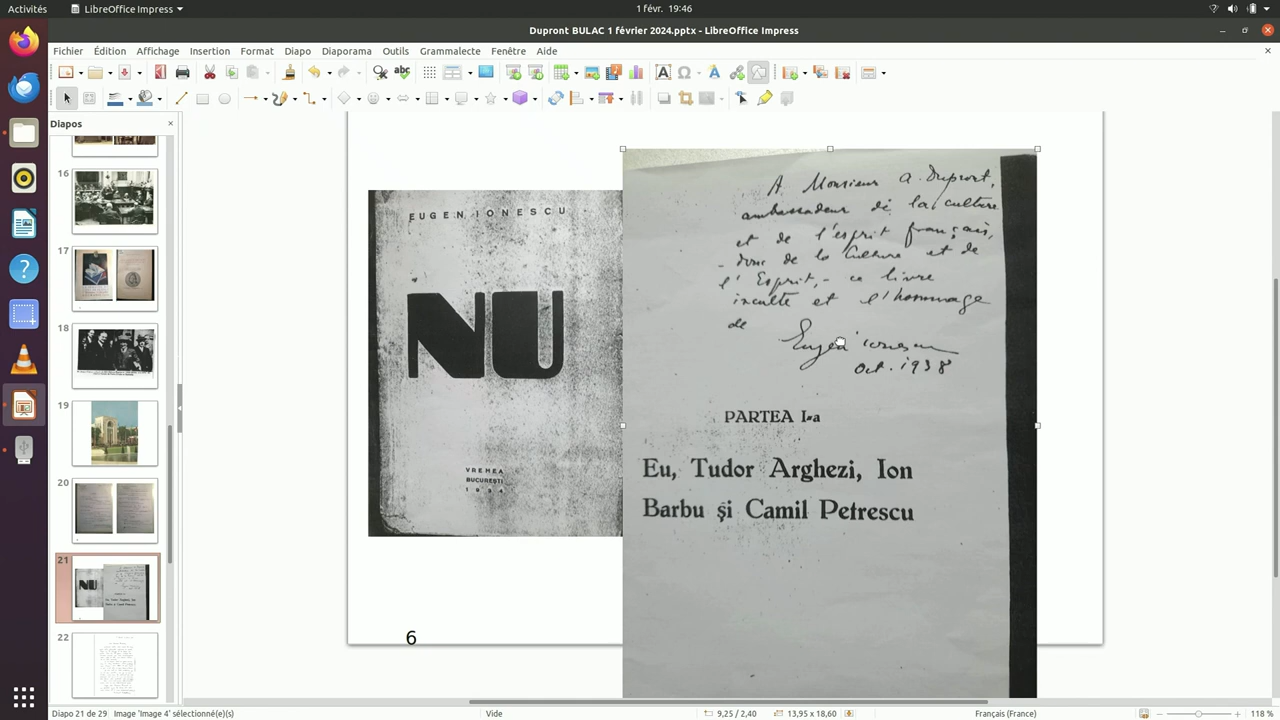 Activités
LibreOffice Impress
1 févr. 19:46
Dupront BULAC 1 février 2024.pptx - LibreOffice Impress
Fichier Édition Affichage Insertion Format Diapo Diaporama Outils Grammalecte Fenêtre Aide
Diapos
16
17
18
19
20
21
22
EUGEN IONESCU
NU
VREMEA
BUCUREȘTI
1934
6
A Monsieur A. Dupront,
ambassadeur de la culture
et de l'esprit français,
- donc de la Culture et de
l'Esprit, - ce livre
inculte et l'hommage
de
Eugen Ionescu
Oct. 1938
PARTEA I-a
Eu, Tudor Arghezi, Ion
Barbu și Camil Petrescu
Diapo 21 de 29
Image 'Image 4' sélectionné(e)(s)
Vide
9,25 / 2,40
13,95 x 18,60
Français (France)
118 %